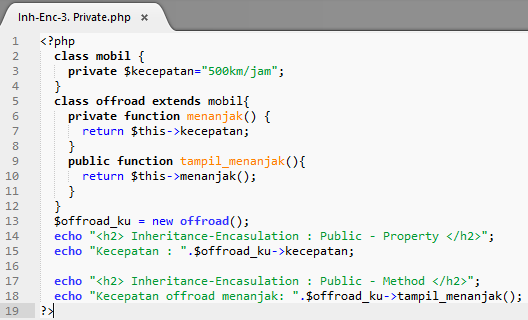 Inh-Enc-3. Private.php ×
1 <?php
2 class mobil {
3 private $kecepatan="500km/jam";
4 }
5 class offroad extends mobil{
6 private function menanjak() {
7 return $this->kecepatan;
8 }
9 public function tampil_menanjak(){
10 return $this->menanjak();
11 }
12 }
13 $offroad_ku = new offroad();
14 echo "<h2> Inheritance-Encasulation : Public - Property </h2>";
15 echo "Kecepatan : ".$offroad_ku->kecepatan;
16
17 echo "<h2> Inheritance-Encasulation : Public - Method </h2>";
18 echo "Kecepatan offroad menanjak: ".$offroad_ku->tampil_menanjak();
19 ?>